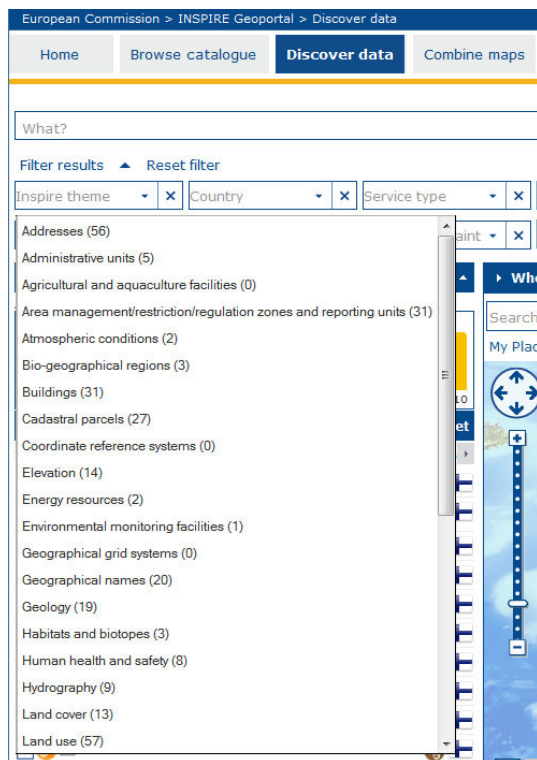 European Commission > INSPIRE Geoportal > Discover data
Home Browse catalogue Discover data Combine maps
What?
Filter results Reset filter
Inspire theme Country Service type
Addresses (56)
Administrative units (5)
Agricultural and aquaculture facilities (0)
Area management/restriction/regulation zones and reporting units (31)
Atmospheric conditions (2)
Bio-geographical regions (3)
Buildings (31)
Cadastral parcels (27)
Coordinate reference systems (0)
Elevation (14)
Energy resources (2)
Environmental monitoring facilities (1)
Geographical grid systems (0)
Geographical names (20)
Geology (19)
Habitats and biotopes (3)
Human health and safety (8)
Hydrography (9)
Land cover (13)
Land use (57)
aint
Whe
Search
My Plac
10
et